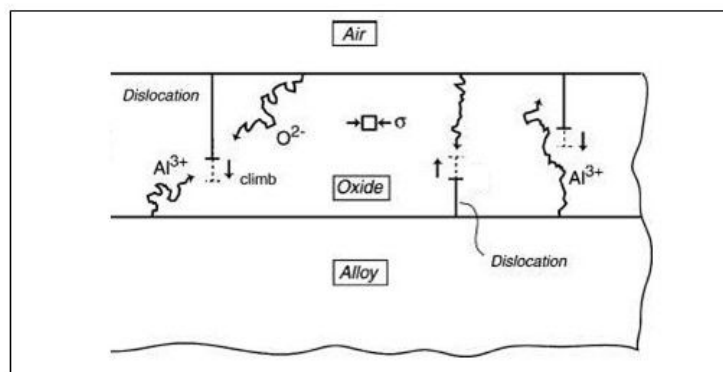 Air
Dislocation
O2-
σ
Al3+
climb
Al3+
Oxide
Dislocation
Alloy